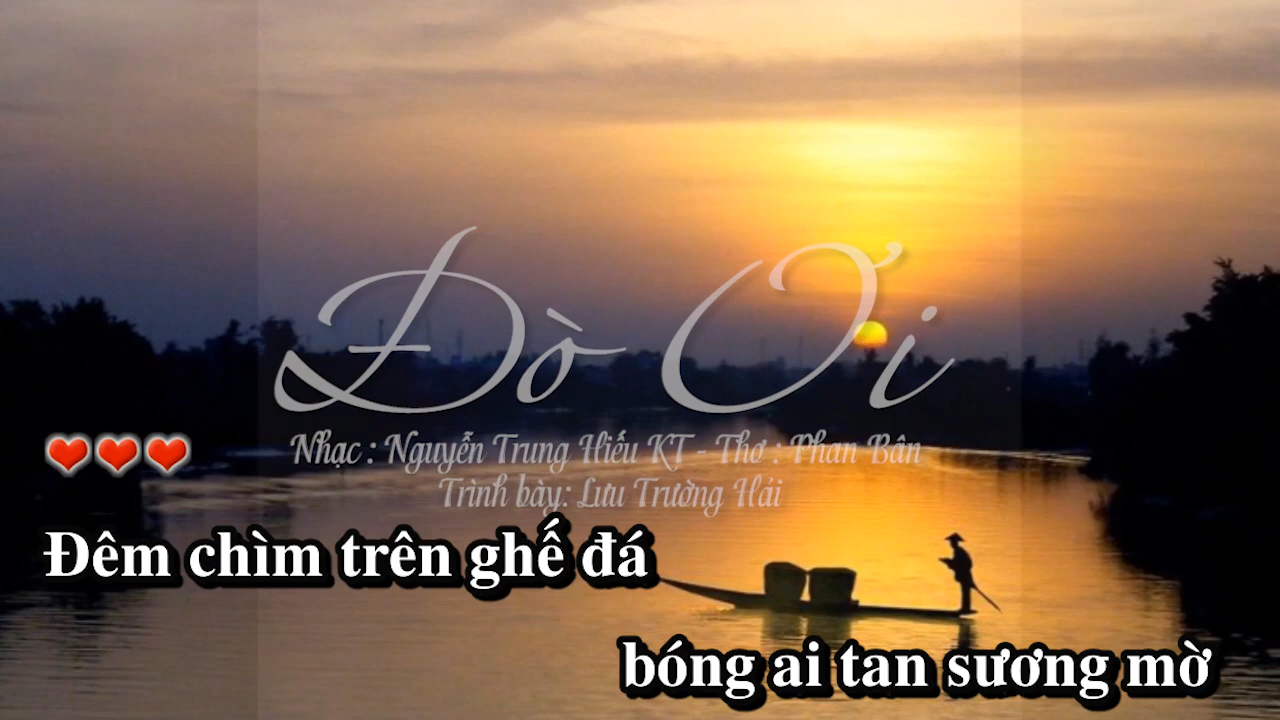 Đò Ơi
Nhạc : Nguyễn Trung Hiếu KT - Thơ : Phan Bân
Trình bày: Lưu Trường Hải
Đêm chìm trên ghế đá
bóng ai tan sương mờ